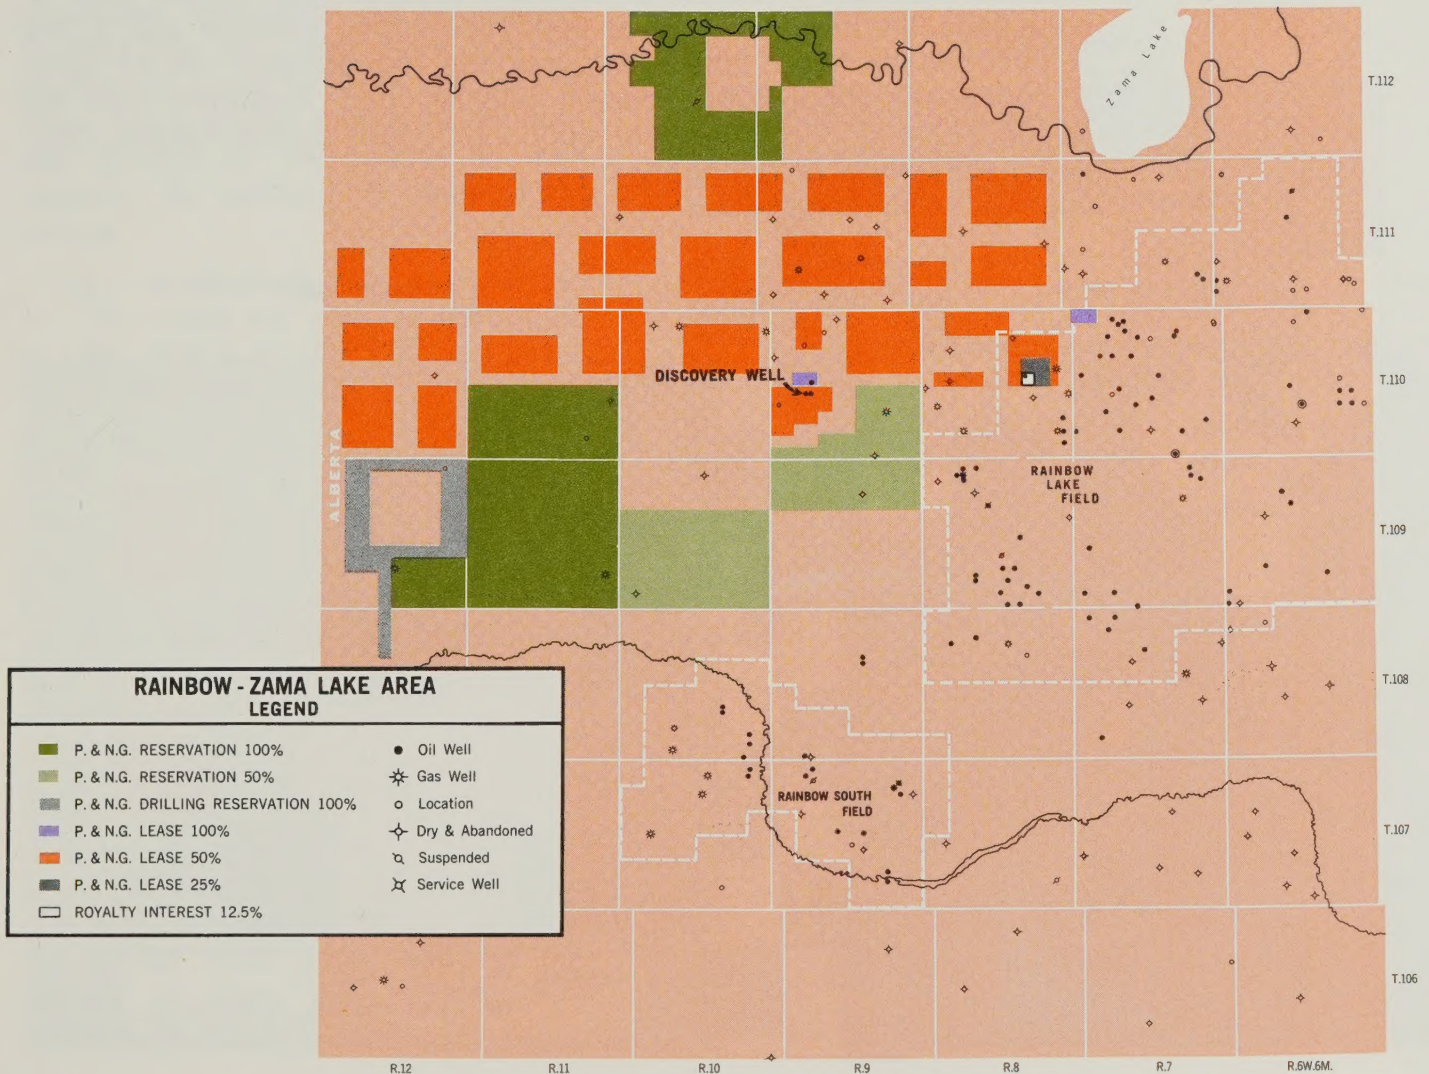 Zama Lake
T.112
T.111
DISCOVERY WELL
T.110
ALBERTA
RAINBOW
LAKE
FIELD
T.109
RAINBOW - ZAMA LAKE AREA
LEGEND
P. & N.G. RESERVATION 100%
P. & N.G. RESERVATION 50%
P. & N.G. DRILLING RESERVATION 100%
P. & N.G. LEASE 100%
P. & N.G. LEASE 50%
P. & N.G. LEASE 25%
ROYALTY INTEREST 12.5%
Oil Well
Gas Well
Location
Dry & Abandoned
Suspended
Service Well
T.108
RAINBOW SOUTH
FIELD
T.107
T.106
R.12
R.11
R.10
R.9
R.8
R.7
R.6W.6M.